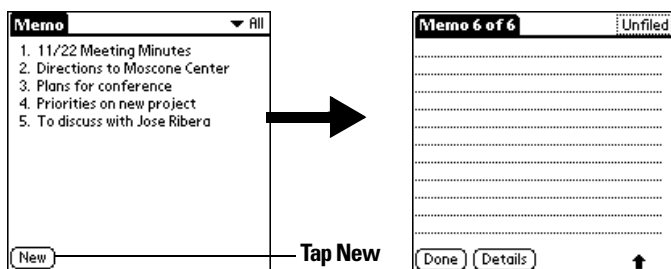 Memo
All
1. 11/22 Meeting Minutes
2. Directions to Moscone Center
3. Plans for conference
4. Priorities on new project
5. To discuss with Jose Ribera
New
Tap New
Memo 6 of 6
Unfiled
Done
Details